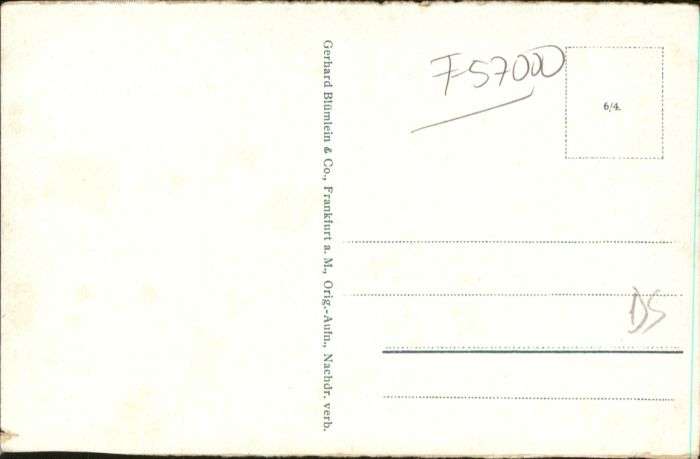 Gerhard Blümlein & Co., Frankfurt a. M., Orig.-Aufn., Nachdr. verb.
F57000
6/4.
DS